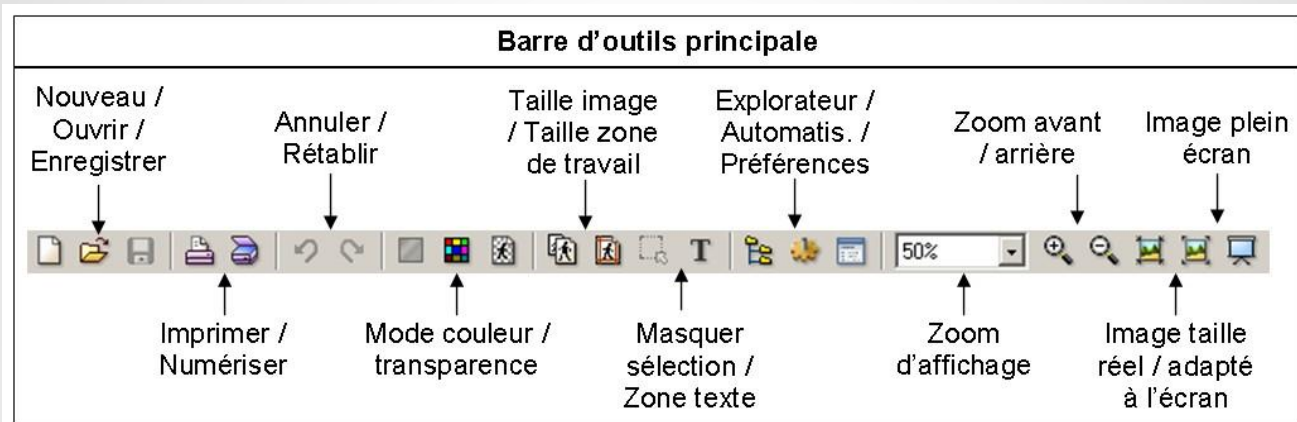 Barre d'outils principale
Nouveau /
Ouvrir /
Enregistrer
Annuler /
Rétablir
Taille image
/ Taille zone
de travail
Explorateur /
Automatis. /
Préférences
Zoom avant
/ arrière
Image plein
écran
T
50%
Imprimer /
Numériser
Mode couleur /
transparence
Masquer
sélection /
Zone texte
Zoom
d'affichage
Image taille
réel / adapté
à l'écran